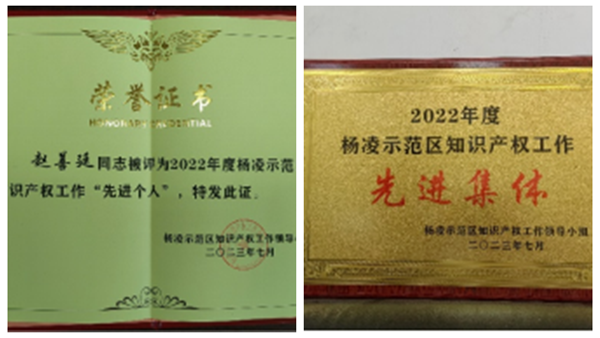 荣誉证书
HONORARY CREDENTIAL
赵善廷同志被评为2022年度杨凌示范
识产权工作“先进个人”，特发此证。
杨凌示范区知识产权工作领导
二〇二三年七月
2022年度
杨凌示范区知识产权工作
先进集体
杨凌示范区知识产权工作领导小组
二〇二三年七月